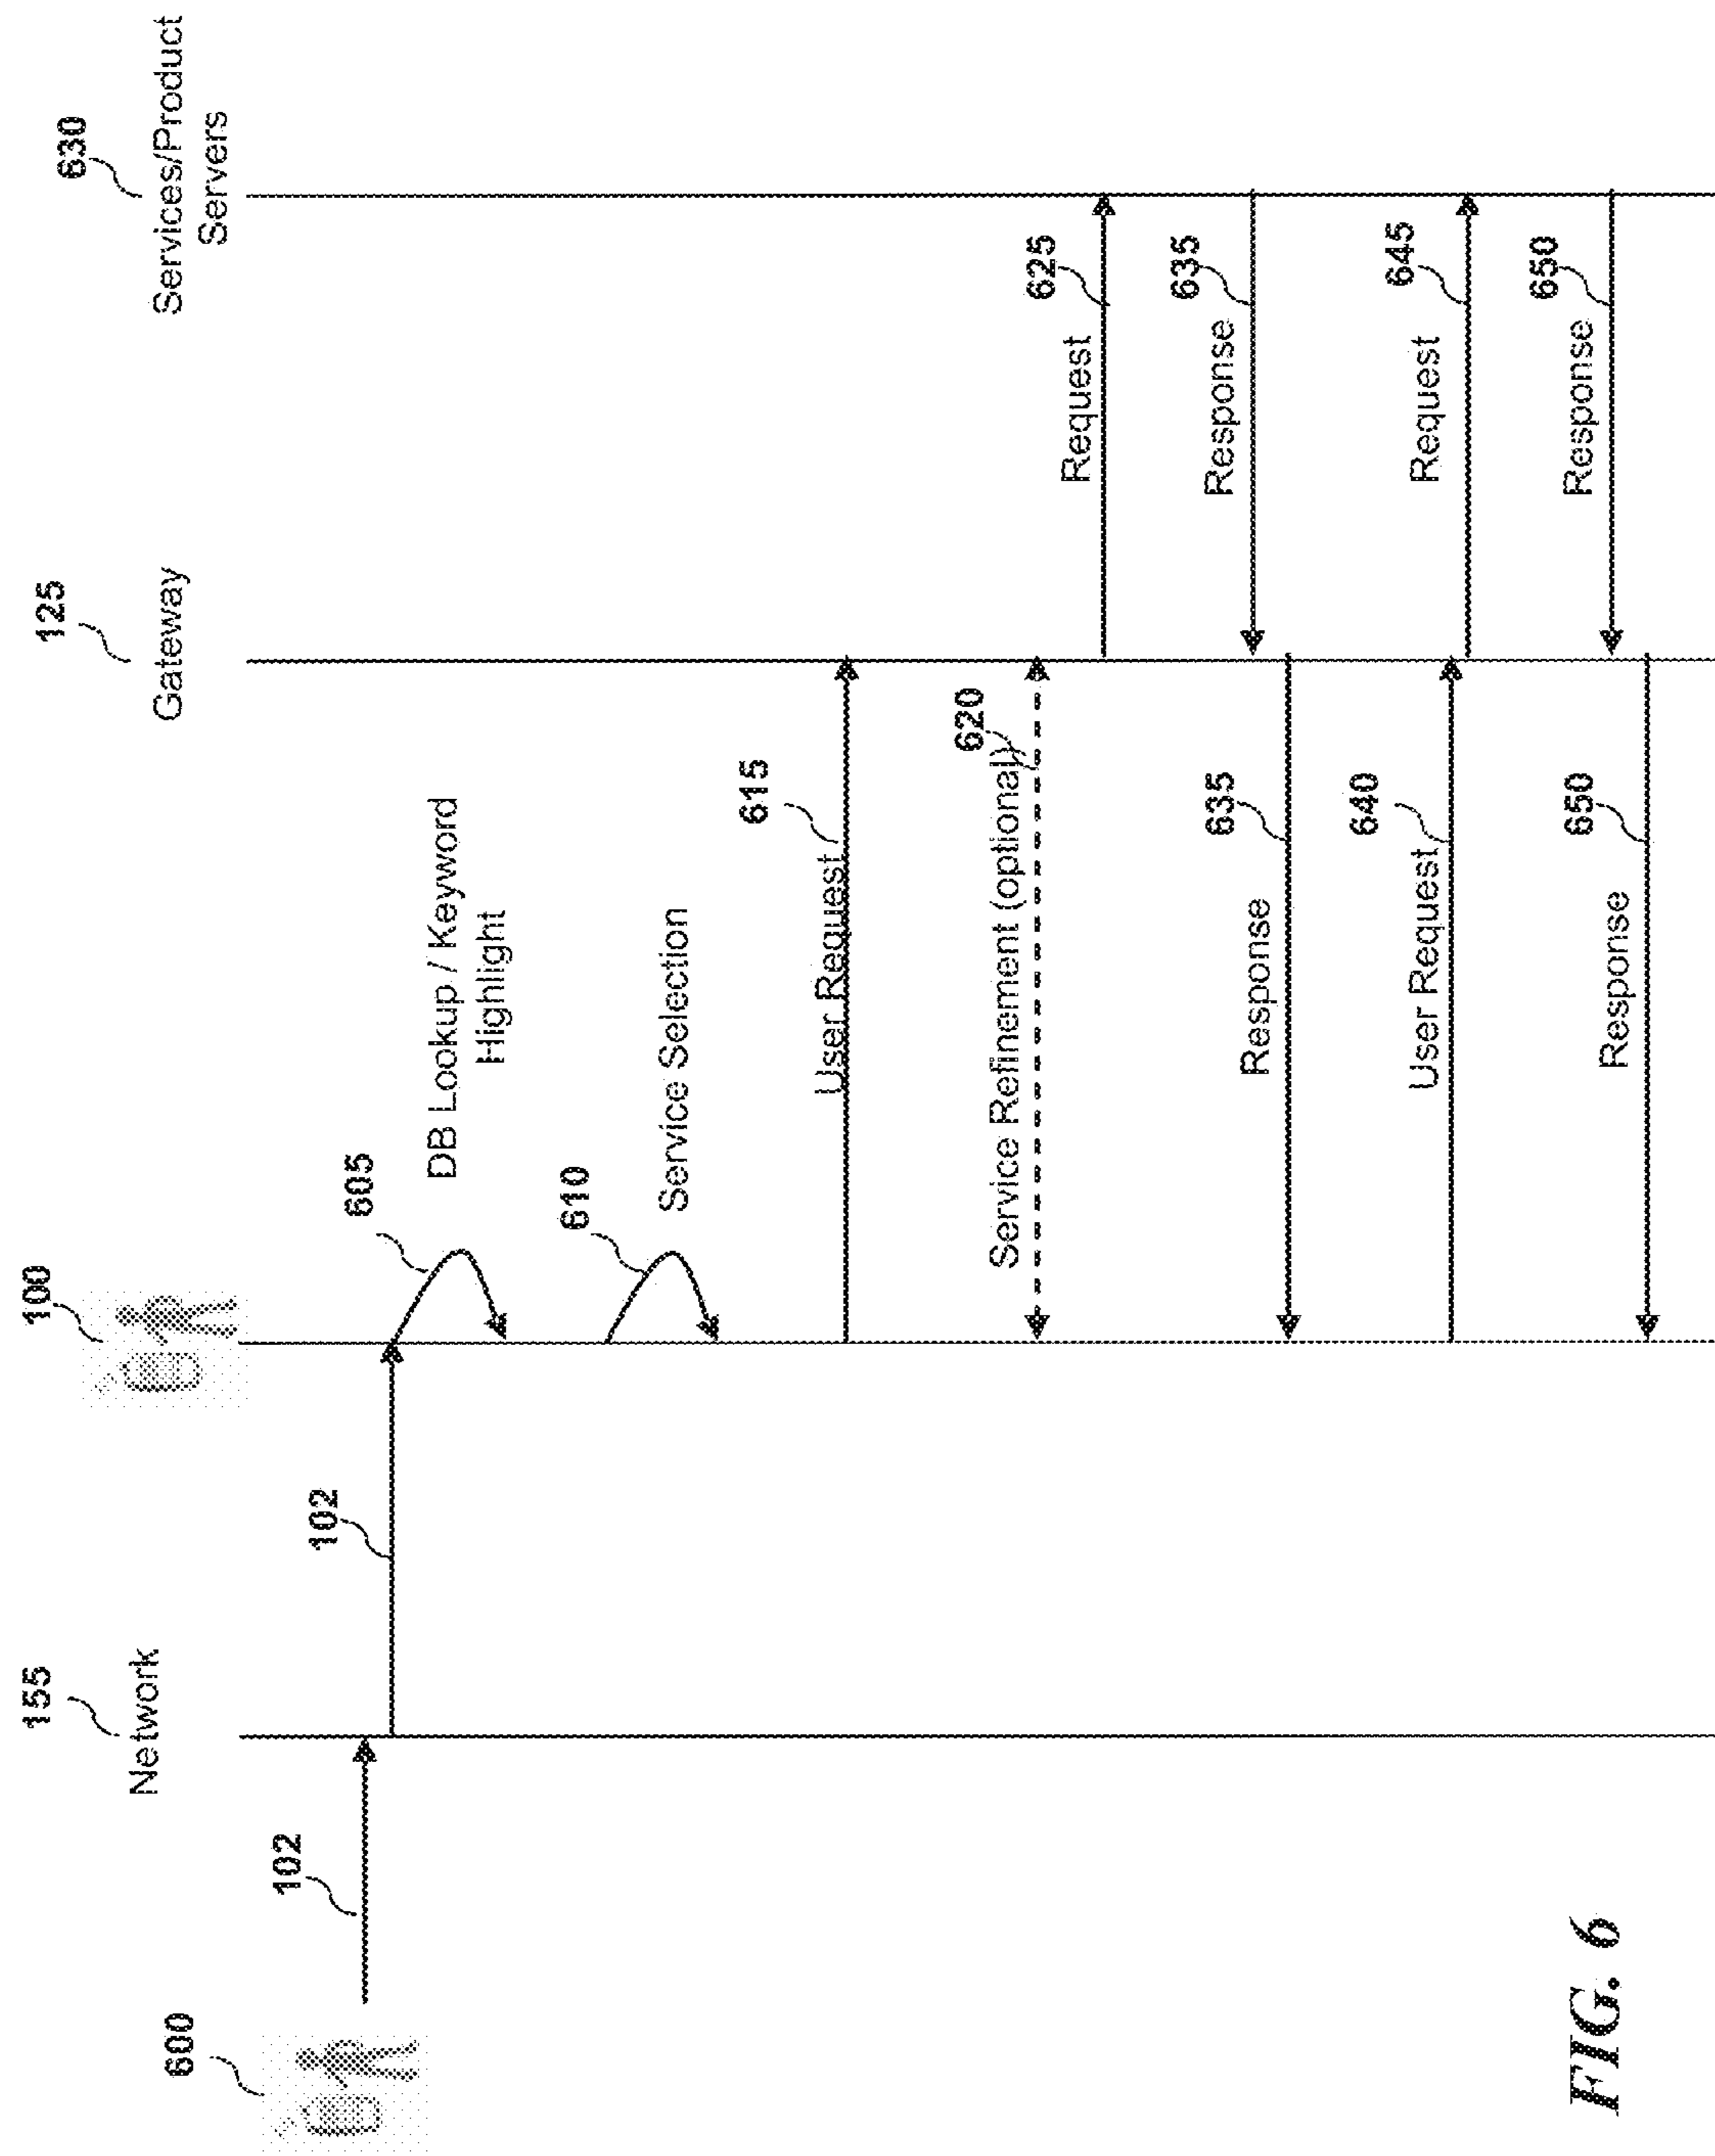 600
102
155
Network
102
100
605
DB Lookup / Keyword
Highlight
610
Service Selection
125
Gateway
615
User Request
620
Service Refinement (optional)
630
Services/Product
Servers
625
Request
635
Response
635
Response
640
User Request
645
Request
650
Response
650
Response
FIG. 6